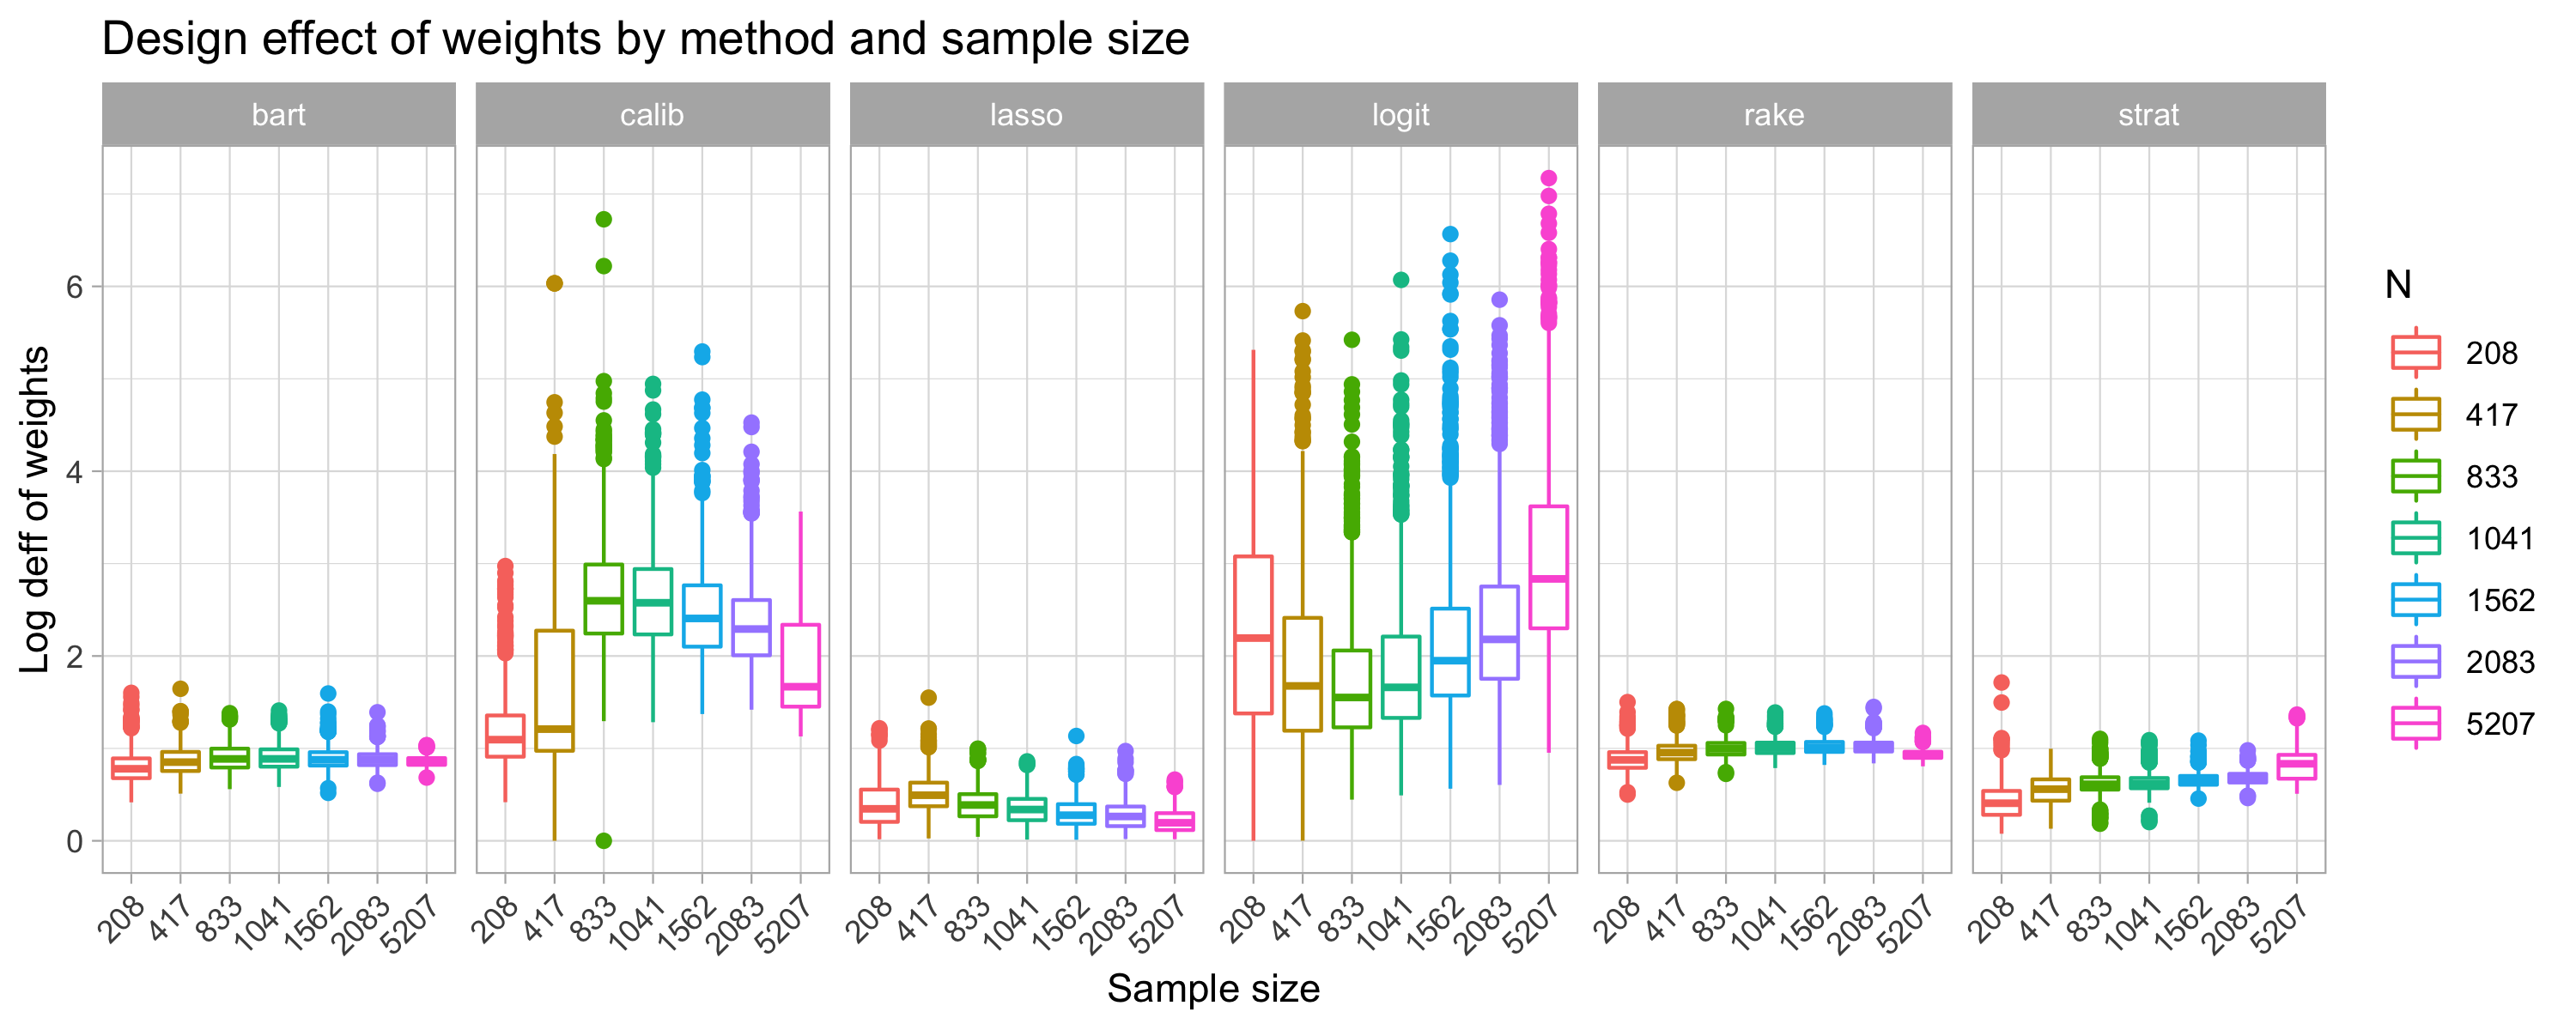 Design effect of weights by method and sample size
bart calib lasso logit rake strat
Log deff of weights
6
4
2
0
208 417 833 1041 1562 2083 5207 208 417 833 1041 1562 2083 5207 208 417 833 1041 1562 2083 5207 208 417 833 1041 1562 2083 5207 208 417 833 1041 1562 2083 5207 208 417 833 1041 1562 2083 5207
Sample size
N
208
417
833
1041
1562
2083
5207